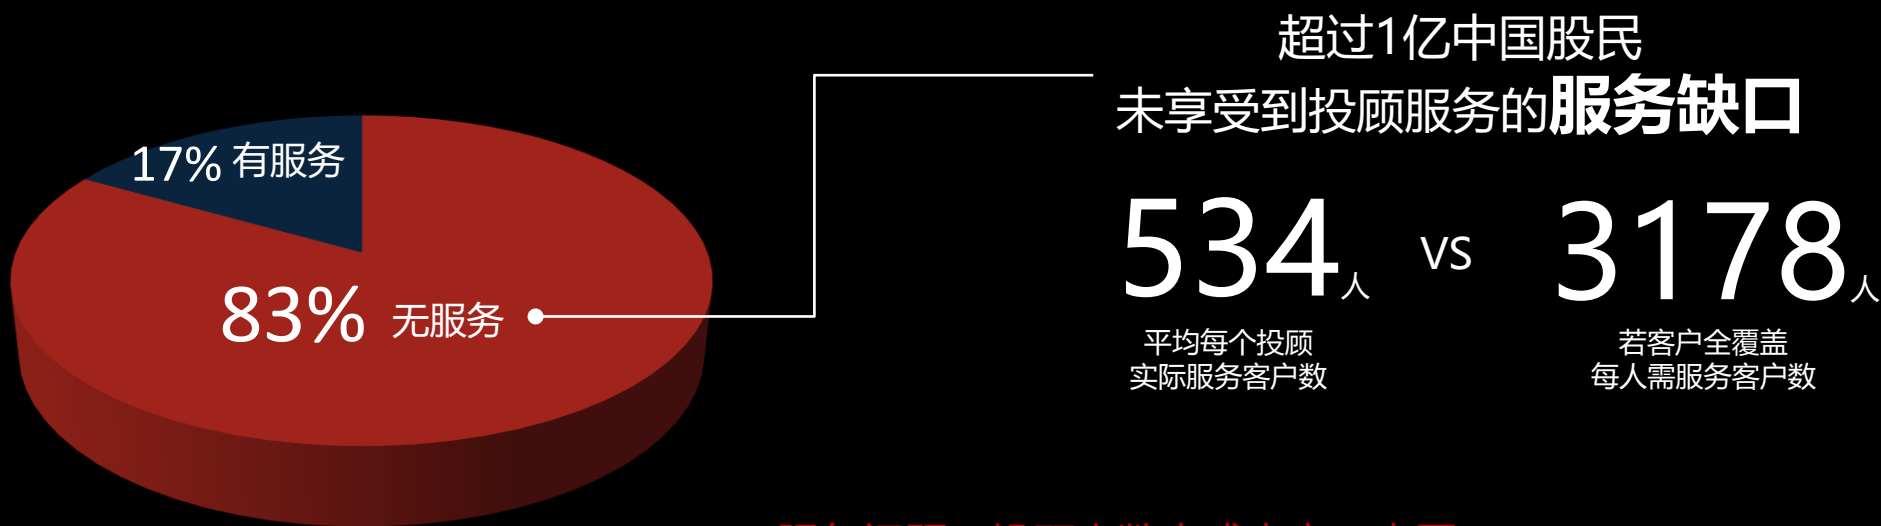 超过1亿中国股民
未享受到投顾服务的服务缺口
17% 有服务
83% 无服务
534人 VS 3178人
平均每个投顾
实际服务客户数
若客户全覆盖
每人需服务客户数